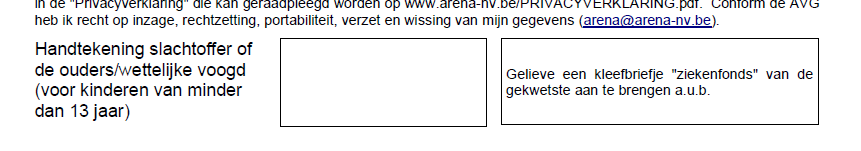 in de "Privacyverklaring" die kan geraadpleegd worden op www.arena-nv.be/PRIVACYVERKLARING.pdf. Conform de AVG
heb ik recht op inzage, rechtzetting, portabiliteit, verzet en wissing van mijn gegevens (arena@arena-nv.be).
Handtekening slachtoffer of
de ouders/wettelijke voogd
(voor kinderen van minder
dan 13 jaar)
Gelieve een kleefbriefje "ziekenfonds" van de
gekwetste aan te brengen a.u.b.